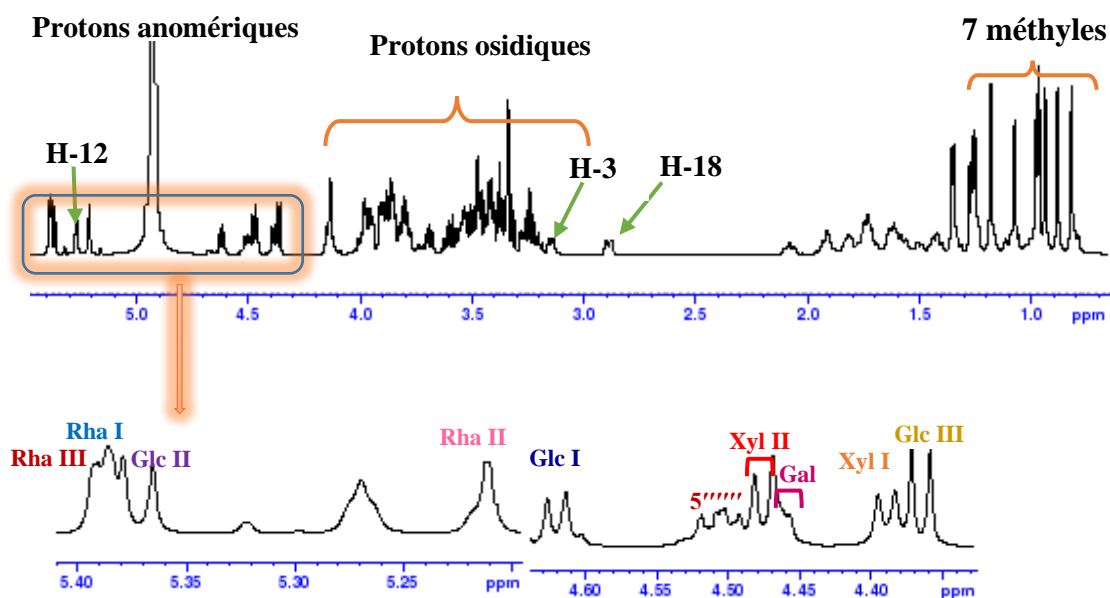 Protons anomériques
Protons osidiques
7 méthyles
H-12
H-3
H-18
5.0 4.5 4.0 3.5 3.0 2.5 2.0 1.5 1.0 ppm
Rha I
Rha III
Glc II
Rha II
Glc I
Xyl II
Gal
5′′′′′′′
Xyl I
Glc III
5.40 5.35 5.30 5.25 ppm
4.60 4.55 4.50 4.45 4.40 ppm